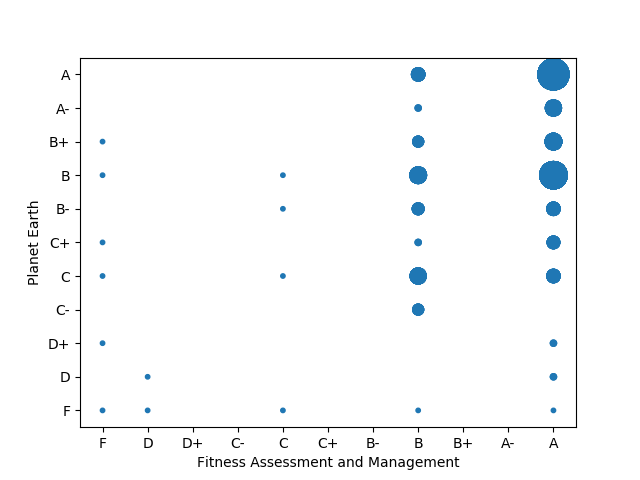 Planet Earth
A
A-
B+
B
B-
C+
C
C-
D+
D
F
F D D+ C- C C+ B- B B+ A- A
Fitness Assessment and Management